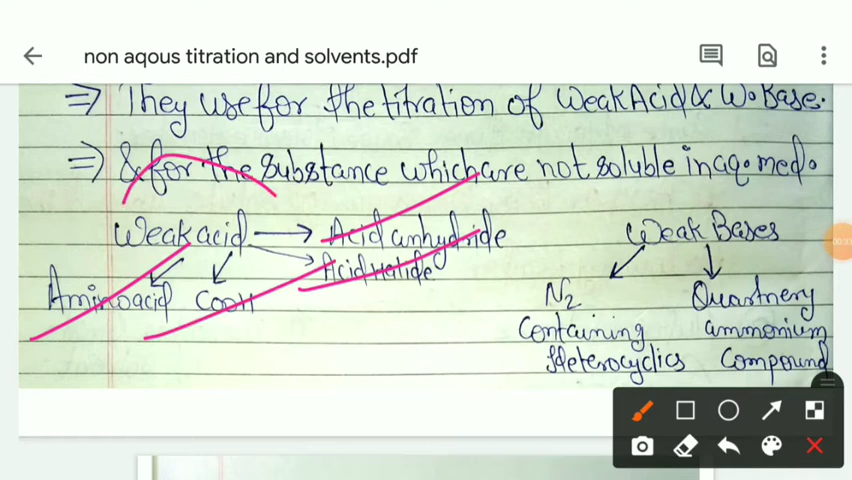 non aqous titration and solvents.pdf
⇒ They use for the titration of Weak Acid & W. Base.
⇒ & for the substance which are not soluble in aq. med.
Weak acid → Acid anhydride
Acid halide
Amino acid COOH
Weak Bases
N2 Containing Heterocyclics
Quartnery ammonium Compound